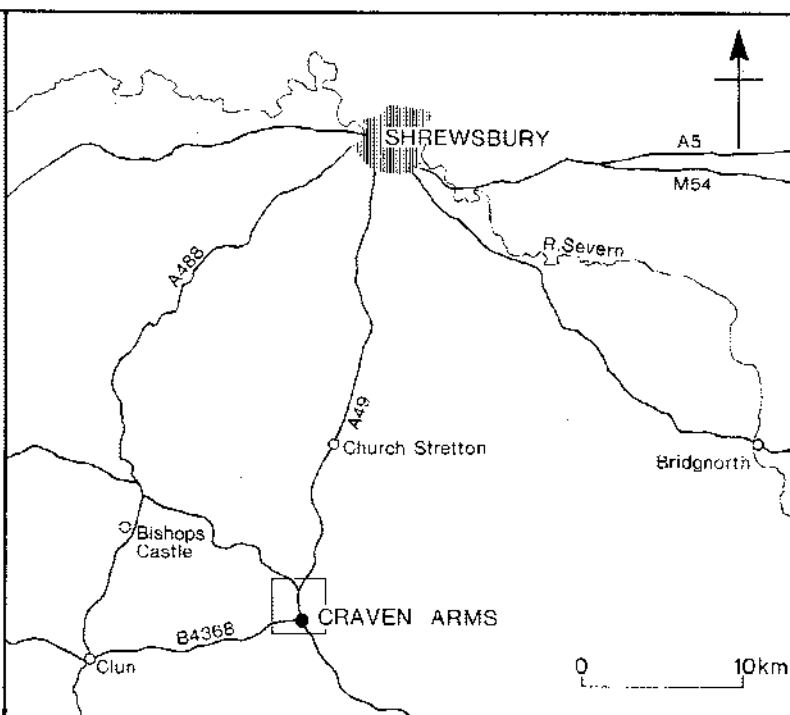 SHREWSBURY
A5
M54
R.Severn
A488
A49
Church Stretton
Bridgnorth
Bishops
Castle
CRAVEN ARMS
B4368
Clun
0 10km